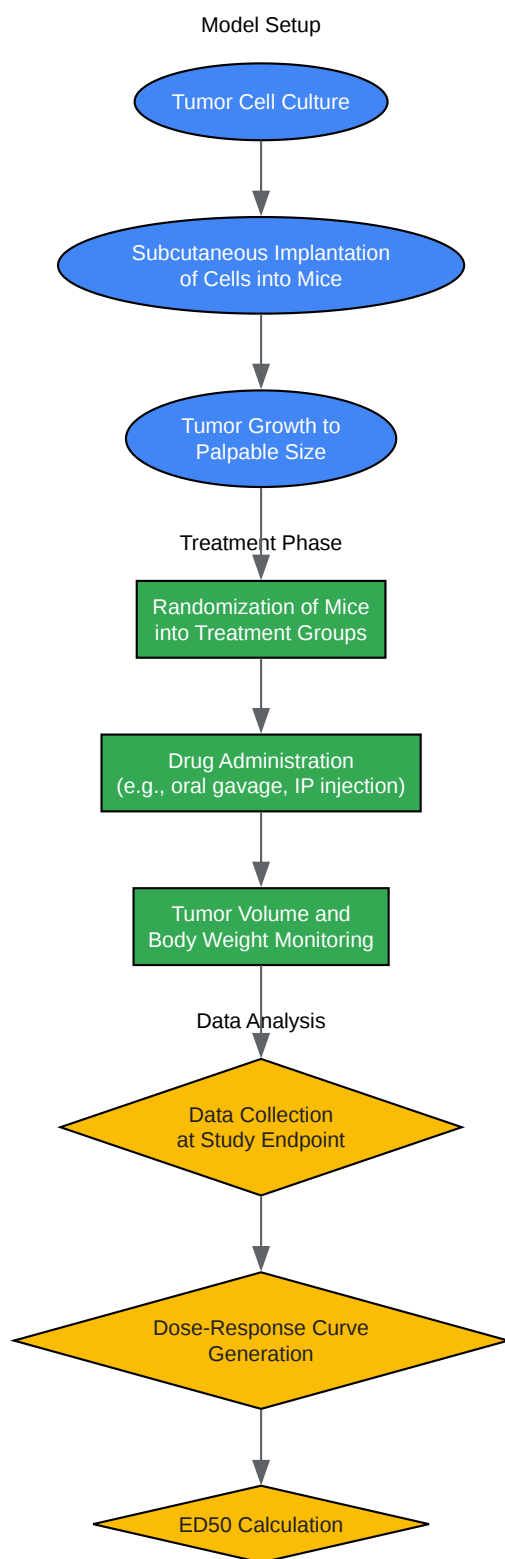 Model Setup
Tumor Cell Culture
Subcutaneous Implantation
of Cells into Mice
Tumor Growth to
Palpable Size
Treatment Phase
Randomization of Mice
into Treatment Groups
Drug Administration
(e.g., oral gavage, IP injection)
Tumor Volume and
Body Weight Monitoring
Data Analysis
Data Collection
at Study Endpoint
Dose-Response Curve
Generation
ED50 Calculation